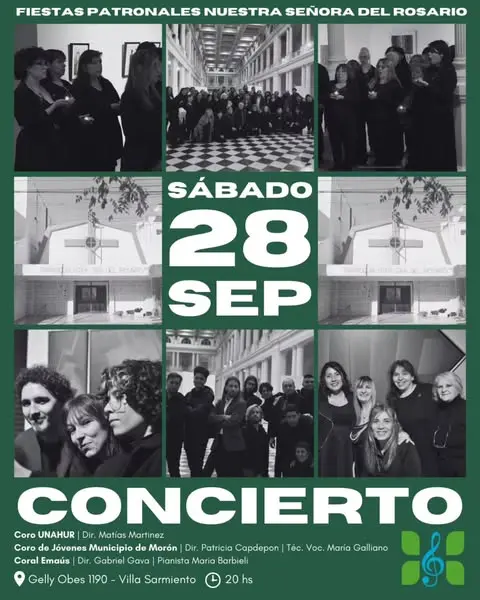 FIESTAS PATRONALES NUESTRA SEÑORA DEL ROSARIO
SÁBADO
28
SEP
CONCIERTO
Coro UNAHUR | Dir. Matías Martinez
Coro de Jóvenes Municipio de Morón | Dir. Patricia Capdepon | Téc. Voc. María Galliano
Coral Emaús | Dir. Gabriel Gava | Pianista Maria Barbieli
Gelly Obes 1190 - Villa Sarmiento 20 hs